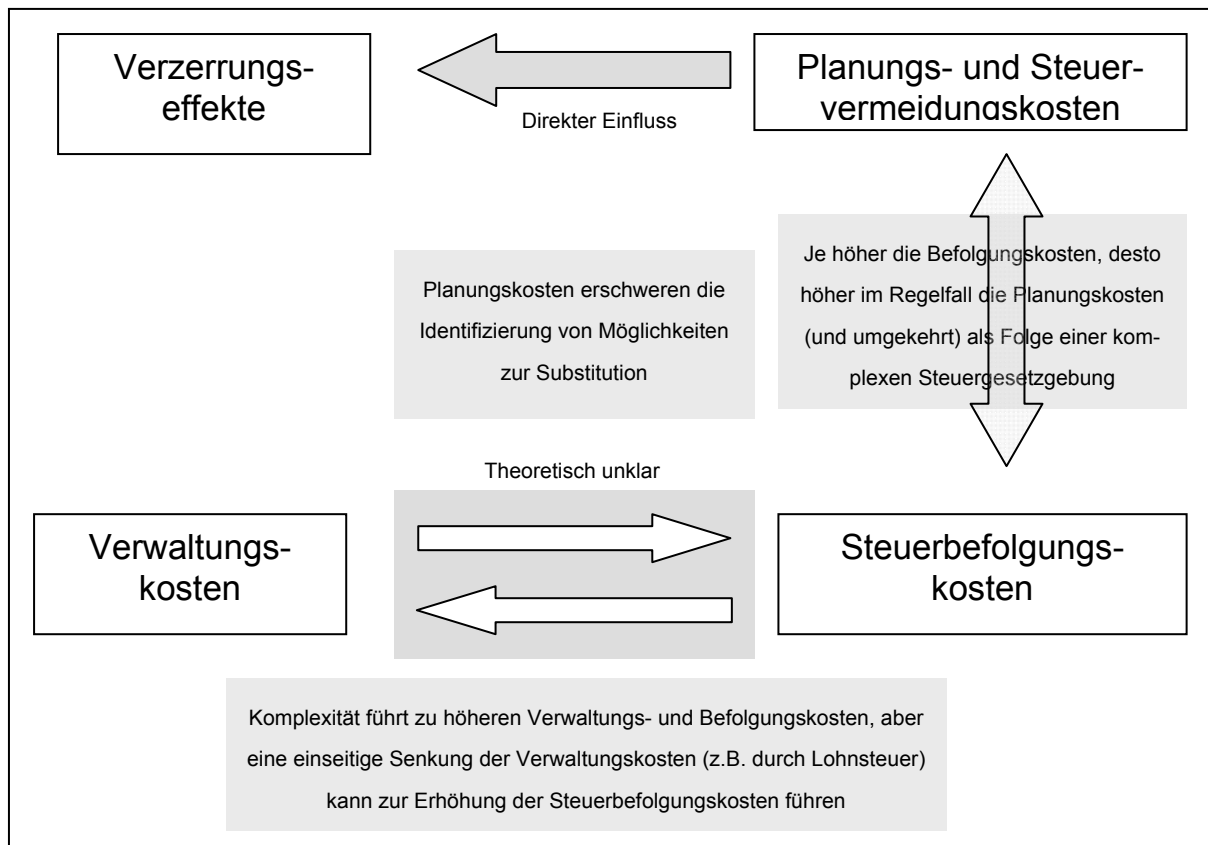 Verzerrungs-
effekte
Direkter Einfluss
Planungs- und Steuer-
vermeidungskosten
Planungskosten erschweren die
Identifizierung von Möglichkeiten
zur Substitution
Je höher die Befolgungskosten, desto
höher im Regelfall die Planungskosten
(und umgekehrt) als Folge einer kom-
plexen Steuergesetzgebung
Theoretisch unklar
Verwaltungs-
kosten
Steuerbefolgungs-
kosten
Komplexität führt zu höheren Verwaltungs- und Befolgungskosten, aber
eine einseitige Senkung der Verwaltungskosten (z.B. durch Lohnsteuer)
kann zur Erhöhung der Steuerbefolgungskosten führen